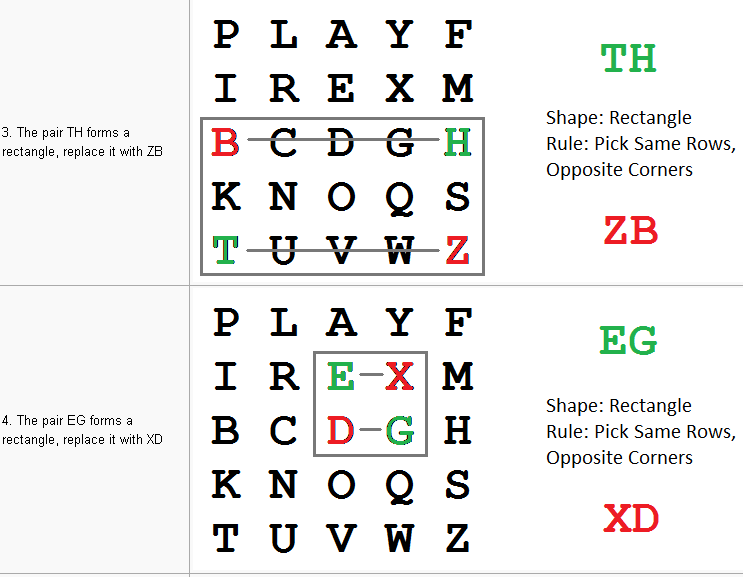 P L A Y F
I R E X M
3. The pair TH forms a
rectangle, replace it with ZB
B C D G H
K N O Q S
T U V W Z
TH
Shape: Rectangle
Rule: Pick Same Rows,
Opposite Corners
ZB
P L A Y F
I R E X M
4. The pair EG forms a
rectangle, replace it with XD
B C D G H
K N O Q S
T U V W Z
EG
Shape: Rectangle
Rule: Pick Same Rows,
Opposite Corners
XD